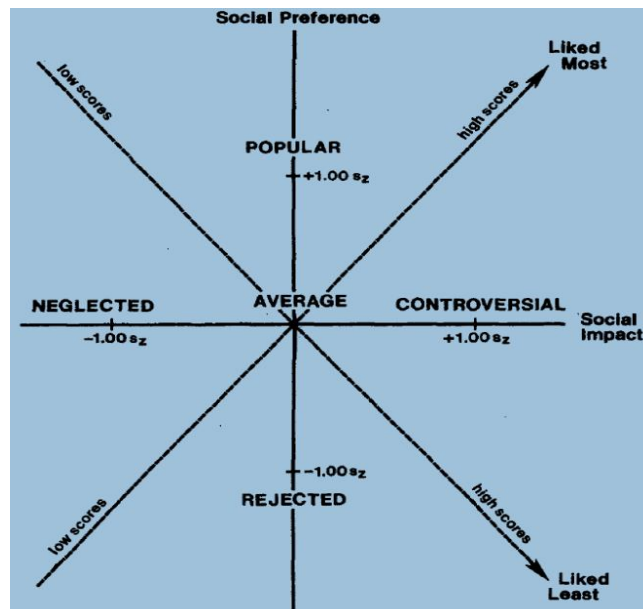 Social Preference
Liked
Most
low scores
high scores
POPULAR
+1.00 sz
NEGLECTED
AVERAGE
CONTROVERSIAL
Social
Impact
-1.00 sz
+1.00 sz
-1.00 sz
REJECTED
low scores
high scores
Liked
Least